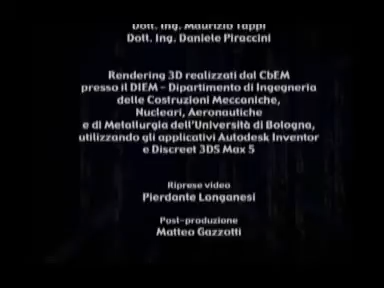 Dott. Ing. Maurizio Tappi
Dott. Ing. Daniele Piraccini
Rendering 3D realizzati dal CbEM
presso il DIEM - Dipartimento di Ingegneria
delle Costruzioni Meccaniche,
Nucleari, Aeronautiche
e di Metallurgia dell'Università di Bologna,
utilizzando gli applicativi Autodesk Inventor
e Discreet 3DS Max 5
Riprese video
Pierdante Longanesi
Post-produzione
Matteo Gazzotti